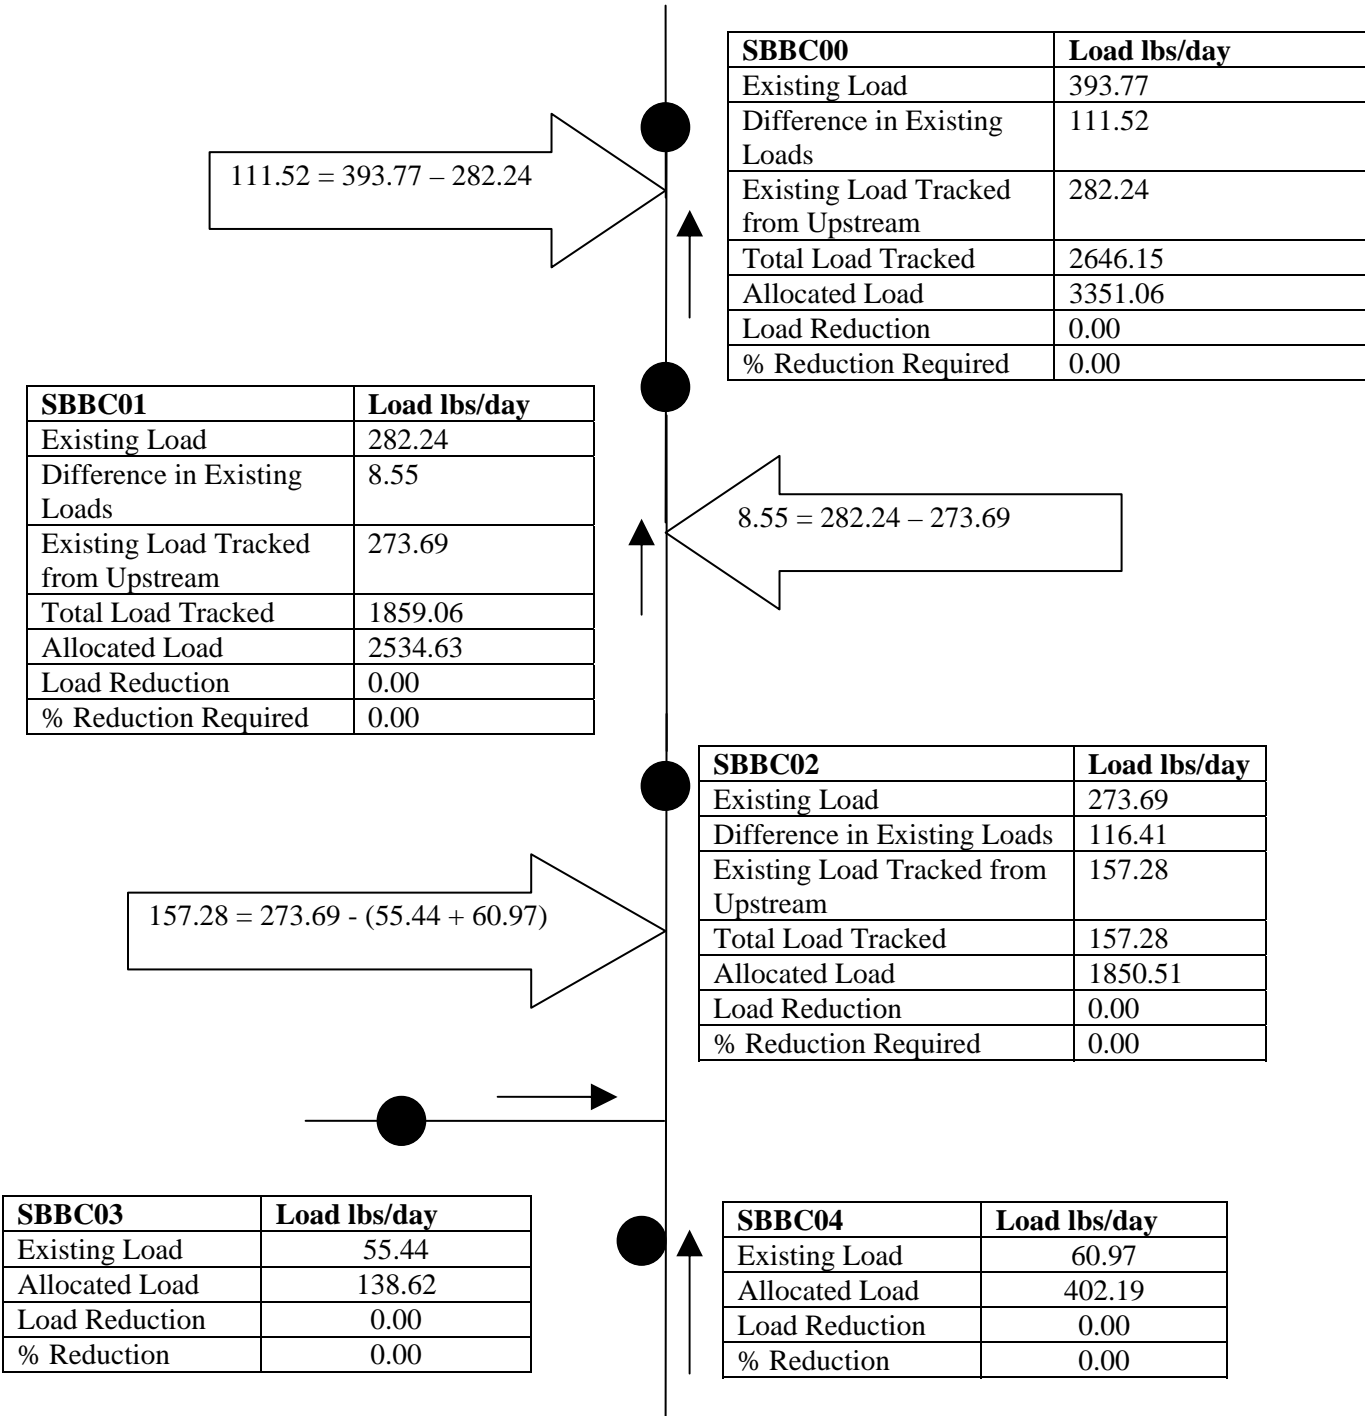 SBBC00 Load lbs/day
Existing Load 393.77
Difference in Existing 111.52
Loads
Existing Load Tracked 282.24
from Upstream
Total Load Tracked 2646.15
Allocated Load 3351.06
Load Reduction 0.00
% Reduction Required 0.00
111.52 = 393.77 – 282.24
SBBC01 Load lbs/day
Existing Load 282.24
Difference in Existing 8.55
Loads
Existing Load Tracked 273.69
from Upstream
Total Load Tracked 1859.06
Allocated Load 2534.63
Load Reduction 0.00
% Reduction Required 0.00
8.55 = 282.24 – 273.69
SBBC02 Load lbs/day
Existing Load 273.69
Difference in Existing Loads 116.41
Existing Load Tracked from 157.28
Upstream
Total Load Tracked 157.28
Allocated Load 1850.51
Load Reduction 0.00
% Reduction Required 0.00
157.28 = 273.69 - (55.44 + 60.97)
SBBC03 Load lbs/day
Existing Load 55.44
Allocated Load 138.62
Load Reduction 0.00
% Reduction 0.00
SBBC04 Load lbs/day
Existing Load 60.97
Allocated Load 402.19
Load Reduction 0.00
% Reduction 0.00